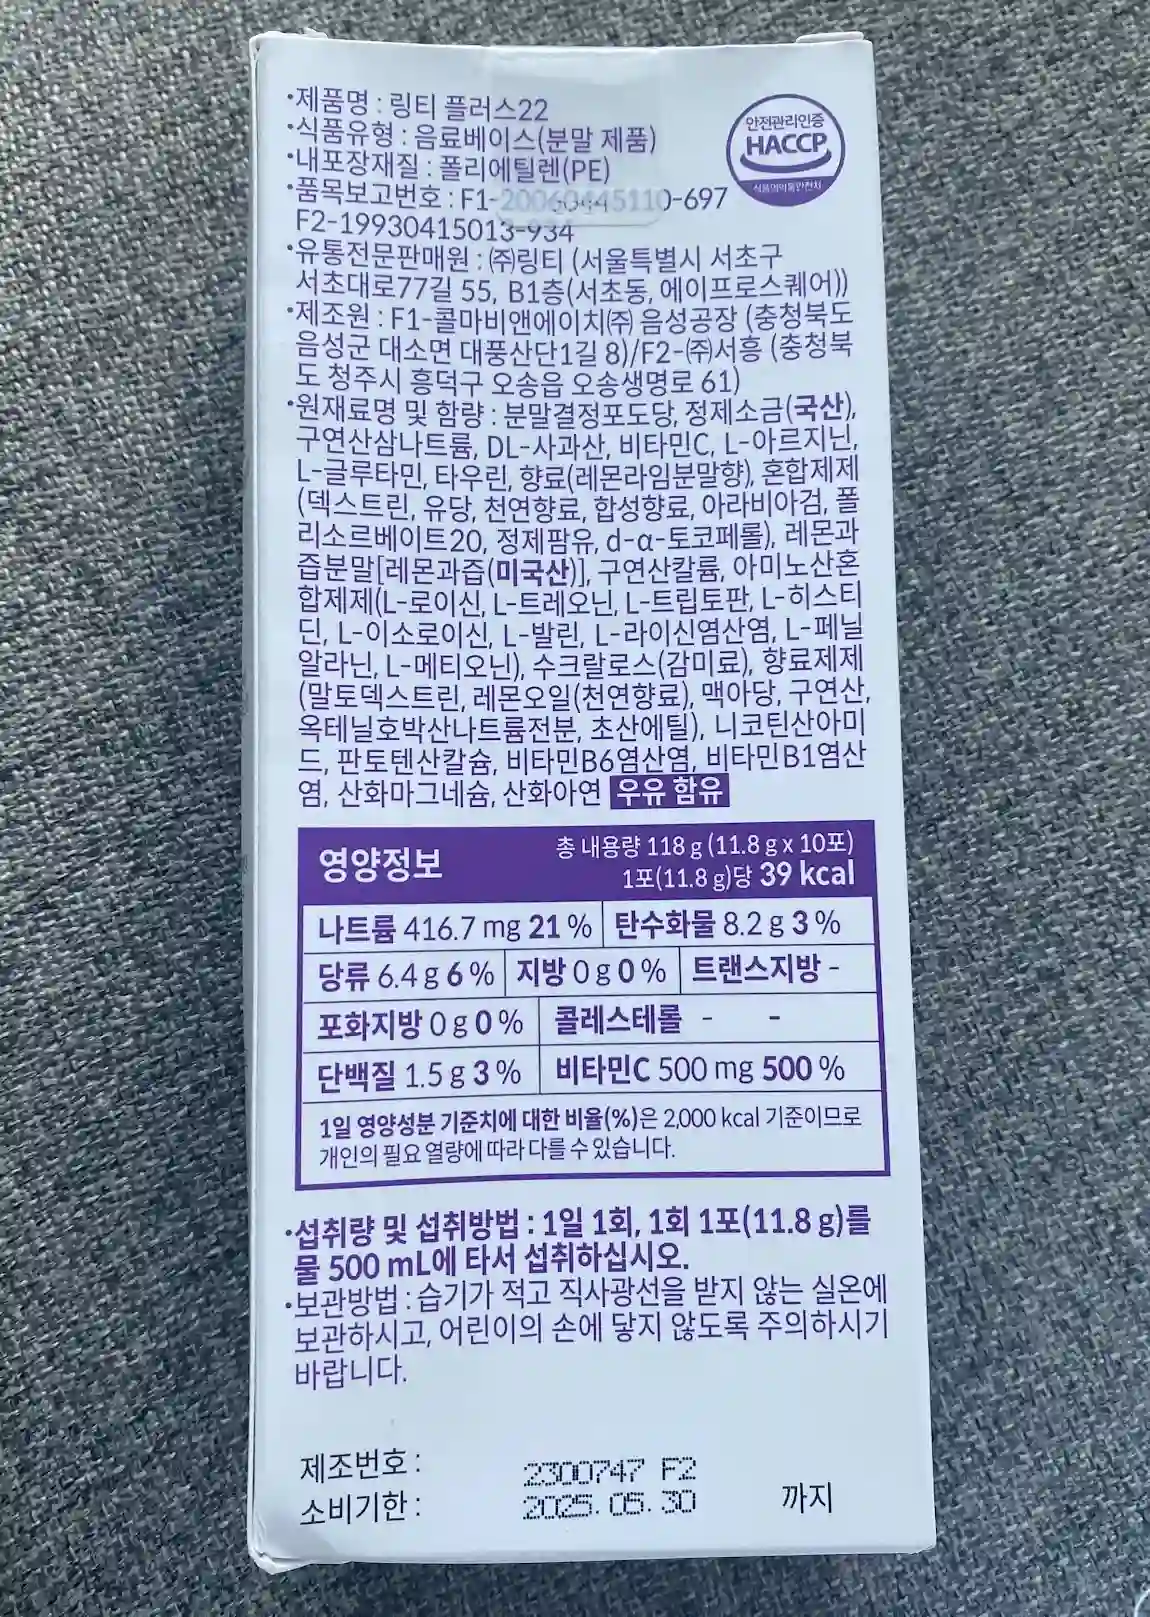 •제품명 : 링티 플러스22
•식품유형 : 음료베이스(분말 제품)
•내포장재질 : 폴리에틸렌(PE)
•품목보고번호 : F1-20060445110-697
F2-19930415013-934
•유통전문판매원 : ㈜링티 (서울특별시 서초구
서초대로77길 55, B1층(서초동, 에이프로스퀘어))
•제조원 : F1-콜마비앤에이치㈜ 음성공장 (충청북도
음성군 대소면 대풍산단1길 8)/F2-㈜서흥 (충청북
도 청주시 흥덕구 오송읍 오송생명로 61)
•원재료명 및 함량 : 분말결정포도당, 정제소금(국산),
구연산삼나트륨, DL-사과산, 비타민C, L-아르지닌,
L-글루타민, 타우린, 향료(레몬라임분말향), 혼합제제
(덱스트린, 유당, 천연향료, 합성향료, 아라비아검, 폴
리소르베이트20, 정제팜유, d-α-토코페롤), 레몬과
즙분말[레몬과즙(미국산)], 구연산칼륨, 아미노산혼
합제제(L-로이신, L-트레오닌, L-트립토판, L-히스티
딘, L-이소로이신, L-발린, L-라이신염산염, L-페닐
알라닌, L-메티오닌), 수크랄로스(감미료), 향료제제
(말토덱스트린, 레몬오일(천연향료), 맥아당, 구연산,
옥테닐호박산나트륨전분, 초산에틸), 니코틴산아미
드, 판토텐산칼슘, 비타민B6염산염, 비타민B1염산
염, 산화마그네슘, 산화아연 우유 함유
안전관리인증
HACCP
식품의약품안전처
영양정보
총 내용량 118 g (11.8 g x 10포)
1포(11.8 g)당 39 kcal
나트륨 416.7 mg 21 % 탄수화물 8.2 g 3 %
당류 6.4 g 6 % 지방 0 g 0 % 트랜스지방 -
포화지방 0 g 0 % 콜레스테롤 - -
단백질 1.5 g 3 % 비타민C 500 mg 500 %
1일 영양성분 기준치에 대한 비율(%)은 2,000 kcal 기준이므로
개인의 필요 열량에 따라 다를 수 있습니다.
•섭취량 및 섭취방법 : 1일 1회, 1회 1포(11.8 g)를
물 500 mL에 타서 섭취하십시오.
•보관방법 : 습기가 적고 직사광선을 받지 않는 실온에
보관하시고, 어린이의 손에 닿지 않도록 주의하시기
바랍니다.
제조번호 : 2300747 F2
소비기한 : 2025. 05. 30 까지